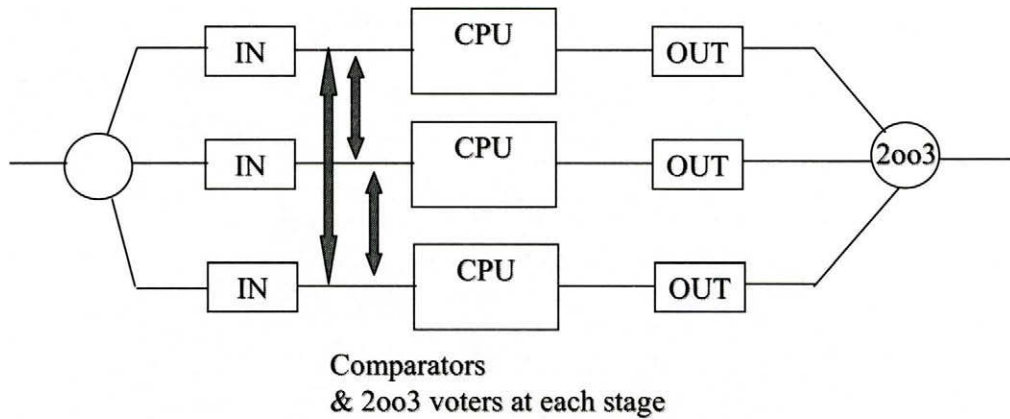 IN
CPU
OUT
IN
CPU
OUT
2oo3
IN
CPU
OUT
Comparators
& 2oo3 voters at each stage